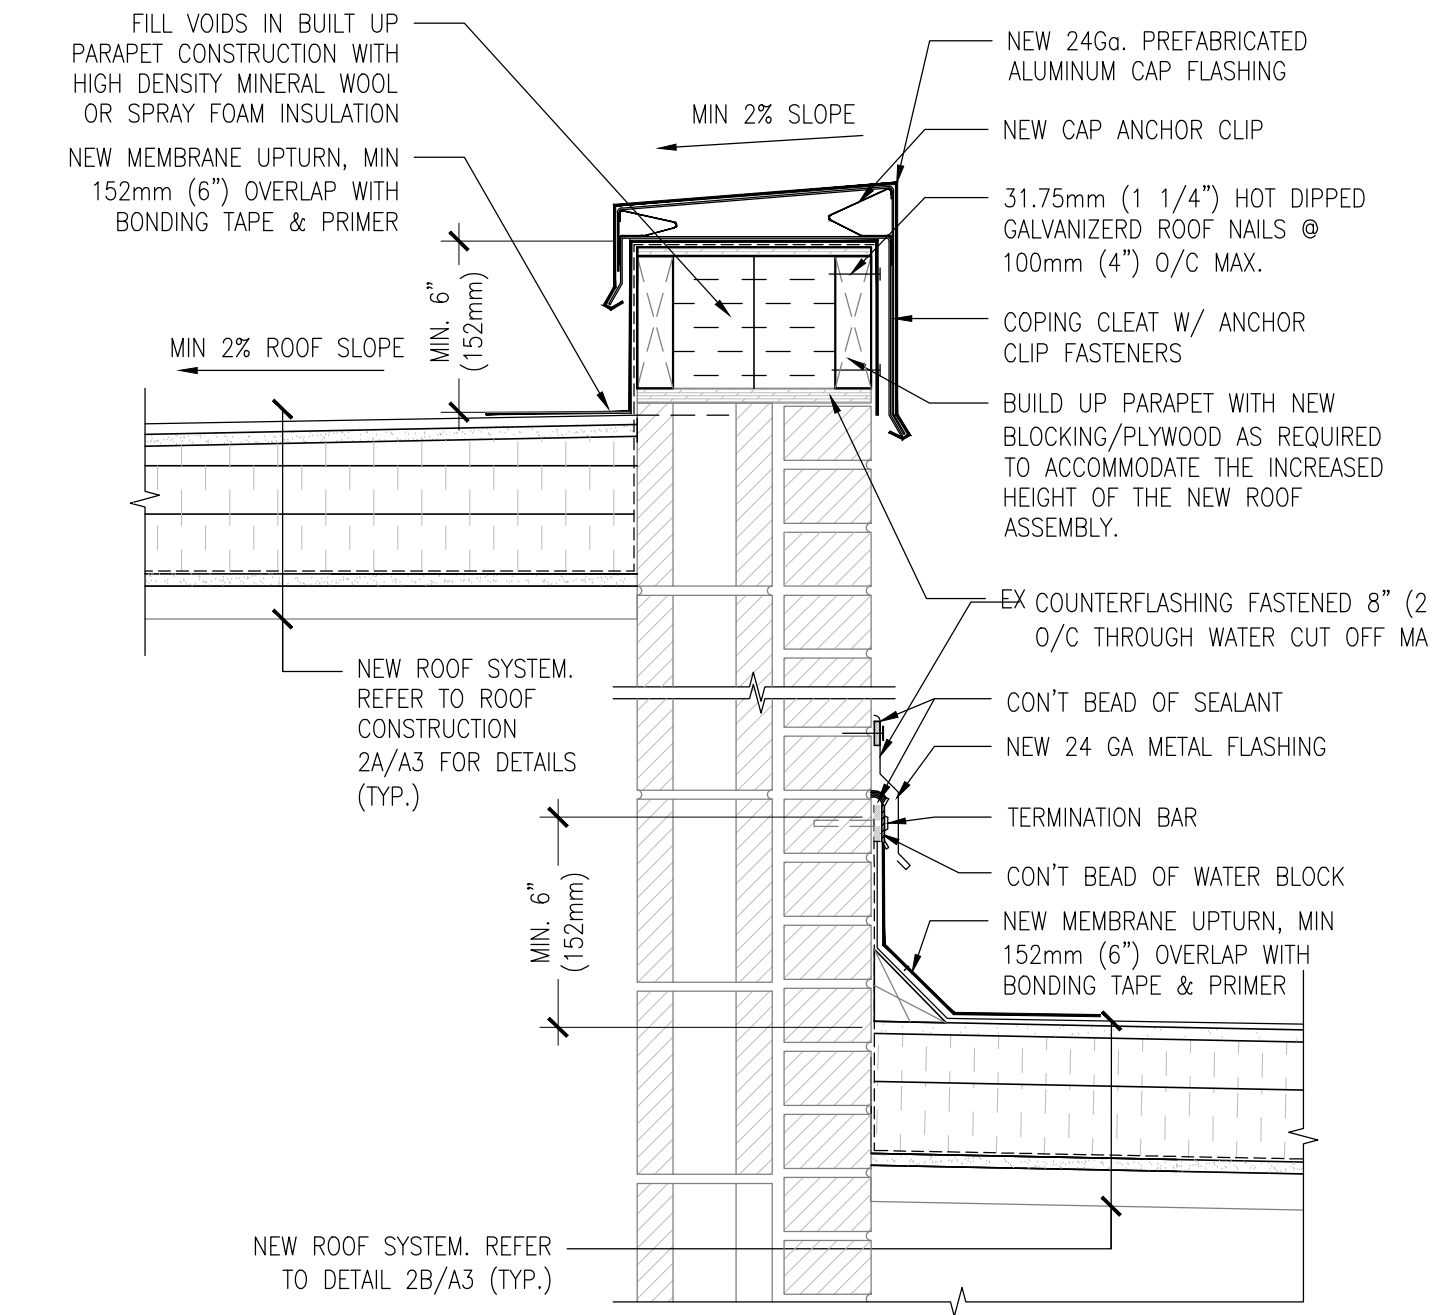 FILL VOIDS IN BUILT UP
PARAPET CONSTRUCTION WITH
HIGH DENSITY MINERAL WOOL
OR SPRAY FOAM INSULATION
NEW MEMBRANE UPTURN, MIN
152mm (6") OVERLAP WITH
BONDING TAPE & PRIMER
MIN 2% SLOPE
NEW 24Ga. PREFABRICATED
ALUMINUM CAP FLASHING
NEW CAP ANCHOR CLIP
31.75mm (1 1/4") HOT DIPPED
GALVANIZERD ROOF NAILS @
100mm (4") O/C MAX.
COPING CLEAT W/ ANCHOR
CLIP FASTENERS
BUILD UP PARAPET WITH NEW
BLOCKING/PLYWOOD AS REQUIRED
TO ACCOMMODATE THE INCREASED
HEIGHT OF THE NEW ROOF
ASSEMBLY.
MIN 2% ROOF SLOPE
MIN. 6"
(152mm)
EX COUNTERFLASHING FASTENED 8" (2
O/C THROUGH WATER CUT OFF MA
NEW ROOF SYSTEM.
REFER TO ROOF
CONSTRUCTION
2A/A3 FOR DETAILS
(TYP.)
CON'T BEAD OF SEALANT
NEW 24 GA METAL FLASHING
TERMINATION BAR
CON'T BEAD OF WATER BLOCK
NEW MEMBRANE UPTURN, MIN
152mm (6") OVERLAP WITH
BONDING TAPE & PRIMER
MIN. 6"
(152mm)
NEW ROOF SYSTEM. REFER
TO DETAIL 2B/A3 (TYP.)